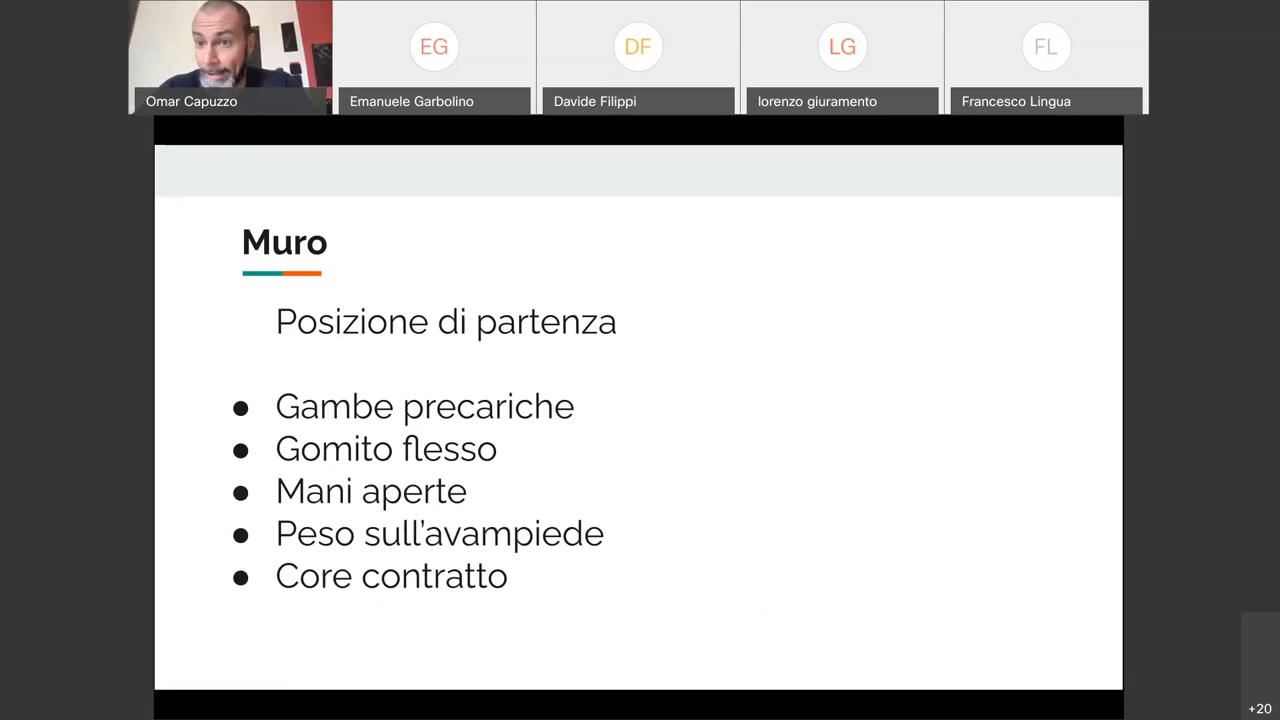 EG
DF
LG
FL
Omar Capuzzo
Emanuele Garbolino
Davide Filippi
lorenzo giuramento
Francesco Lingua
Muro
Posizione di partenza
● Gambe precariche
● Gomito flesso
● Mani aperte
● Peso sull'avampiede
● Core contratto
+20